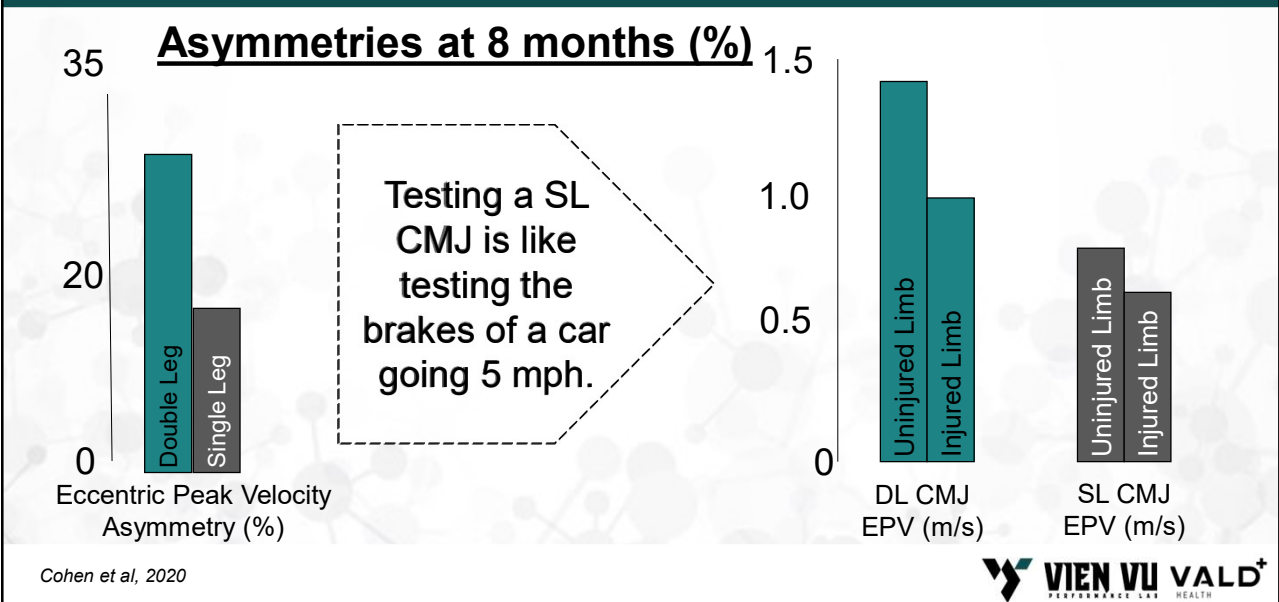 Asymmetries at 8 months (%)
35
20
0
Double Leg
Single Leg
Eccentric Peak Velocity
Asymmetry (%)
Testing a SL
CMJ is like
testing the
brakes of a car
going 5 mph.
1.5
1.0
0.5
0
Uninjured Limb
Injured Limb
Uninjured Limb
Injured Limb
DL CMJ
EPV (m/s)
SL CMJ
EPV (m/s)
Cohen et al, 2020
VIEN VU
PERFORMANCE LAB
VALD+
HEALTH